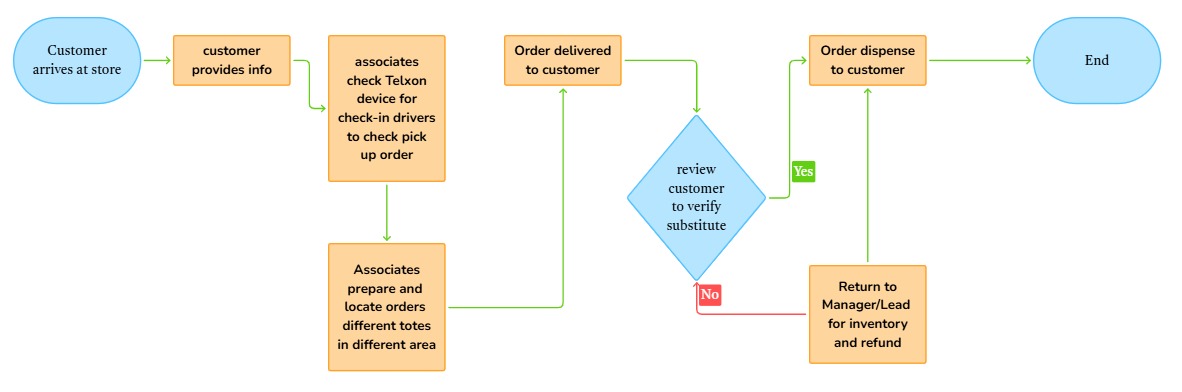 Customer
arrives at store
customer
provides info
associates
check Telxon
device for
check-in drivers
to check pick
up order
Associates
prepare and
locate orders
different totes
in different area
Order delivered
to customer
review
customer
to verify
substitute
Yes
No
Order dispense
to customer
Return to
Manager/Lead
for inventory
and refund
End